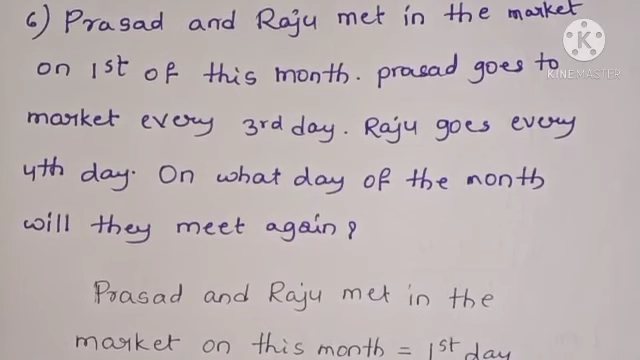 6) Prasad and Raju met in the market
on 1st of this month. prasad goes to
market every 3rd day. Raju goes every
4th day. On what day of the month
will they meet again?
Prasad and Raju met in the
market on this month = 1st day
KINEMASTER